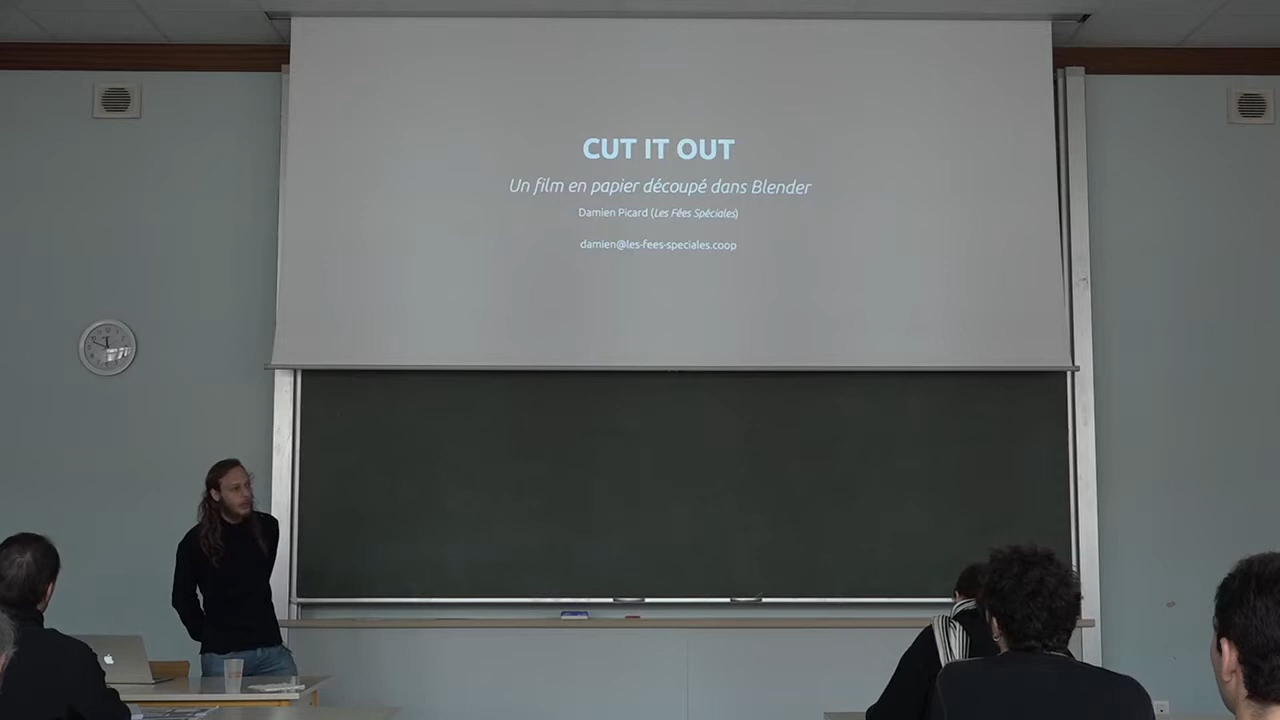 CUT IT OUT
Un film en papier découpé dans Blender
Damien Picard (Les Fées Spéciales)
damien@les-fees-speciales.coop